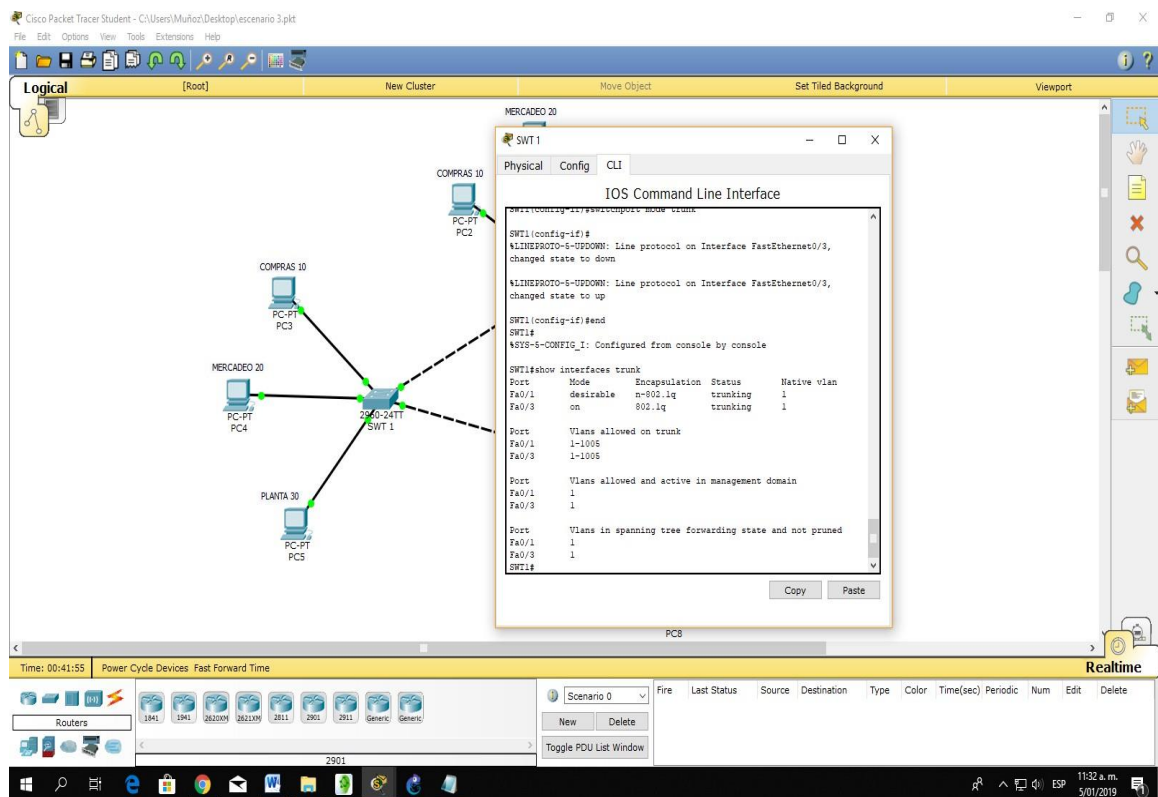 Cisco Packet Tracer Student - C:\Users\Muñoz\Desktop\escenario 3.pkt
File Edit Options View Tools Extensions Help
Logical [Root] New Cluster Move Object Set Tiled Background Viewport
MERCADEO 20
COMPRAS 10
PC-PT
PC2
COMPRAS 10
PC-PT
PC3
MERCADEO 20
PC-PT
PC4
2960-24TT
SWT 1
PLANTA 30
PC-PT
PC5
SWT 1
Physical Config CLI
IOS Command Line Interface
SWT1(config-if)#switchport mode trunk
SWT1(config-if)#
%LINEPROTO-5-UPDOWN: Line protocol on Interface FastEthernet0/3,
changed state to down
%LINEPROTO-5-UPDOWN: Line protocol on Interface FastEthernet0/3,
changed state to up
SWT1(config-if)#end
SWT1#
%SYS-5-CONFIG_I: Configured from console by console
SWT1#show interfaces trunk
Port Mode Encapsulation Status Native vlan
Fa0/1 desirable n-802.1q trunking 1
Fa0/3 on 802.1q trunking 1
Port Vlans allowed on trunk
Fa0/1 1-1005
Fa0/3 1-1005
Port Vlans allowed and active in management domain
Fa0/1 1
Fa0/3 1
Port Vlans in spanning tree forwarding state and not pruned
Fa0/1 1
Fa0/3 1
SWT1#
Copy Paste
PC8
Time: 00:41:55 Power Cycle Devices Fast Forward Time Realtime
Routers
1841 1941 2620XM 2621XM 2811 2901 2911 Generic Generic
2901
Scenario 0
New Delete
Toggle PDU List Window
Fire Last Status Source Destination Type Color Time(sec) Periodic Num Edit Delete
ESP
11:32 a. m.
5/01/2019